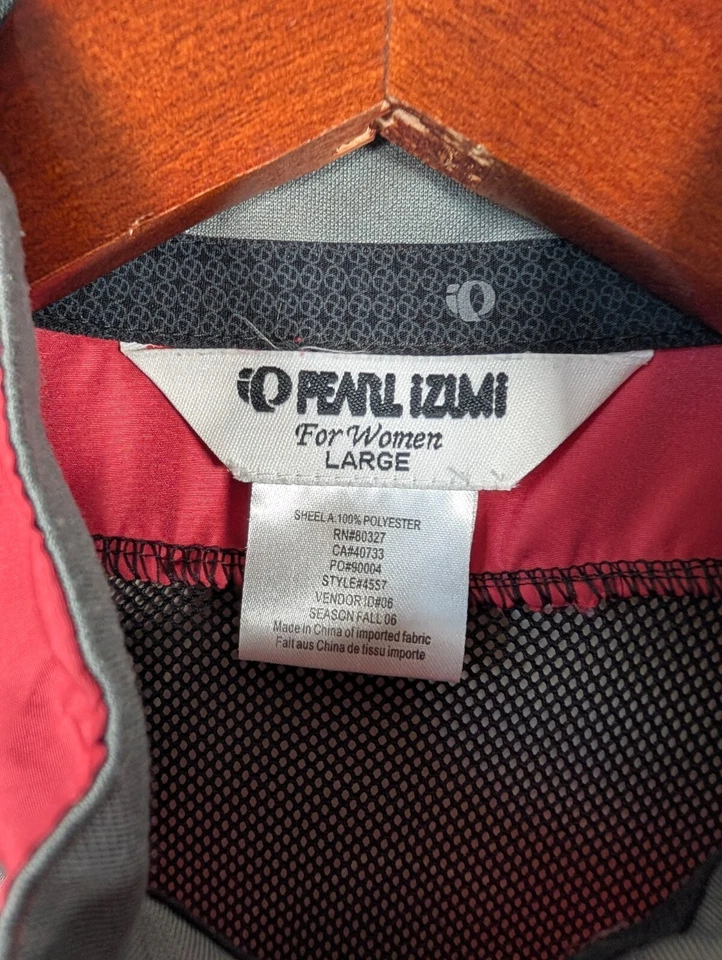 PEARL iZUMi
For Women
LARGE
SHEEL A.100% POLYESTER
RN#80327
CA#40733
PO#90004
STYLE#4557
VENDOR ID#06
SEASON FALL 06
Made in China of imported fabric
Fait aus China de tissu importe